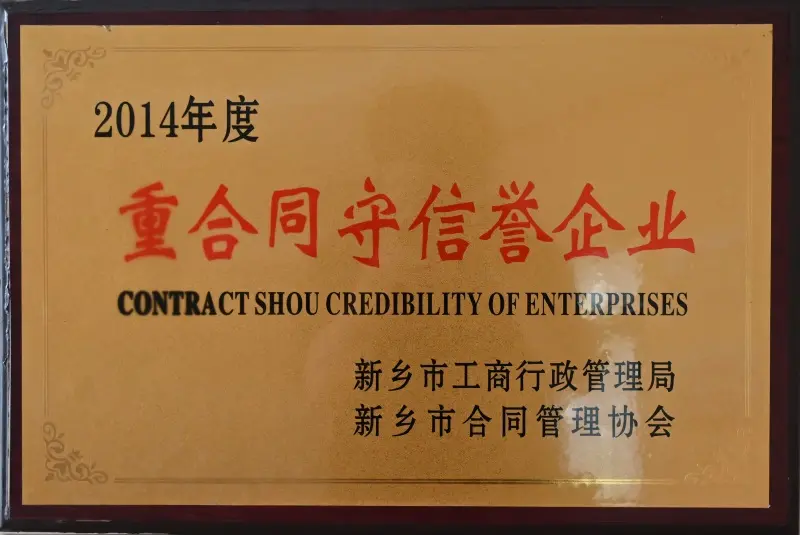 2014年度
重合同守信誉企业
CONTRACT SHOU CREDIBILITY OF ENTERPRISES
新乡市工商行政管理局
新乡市合同管理协会